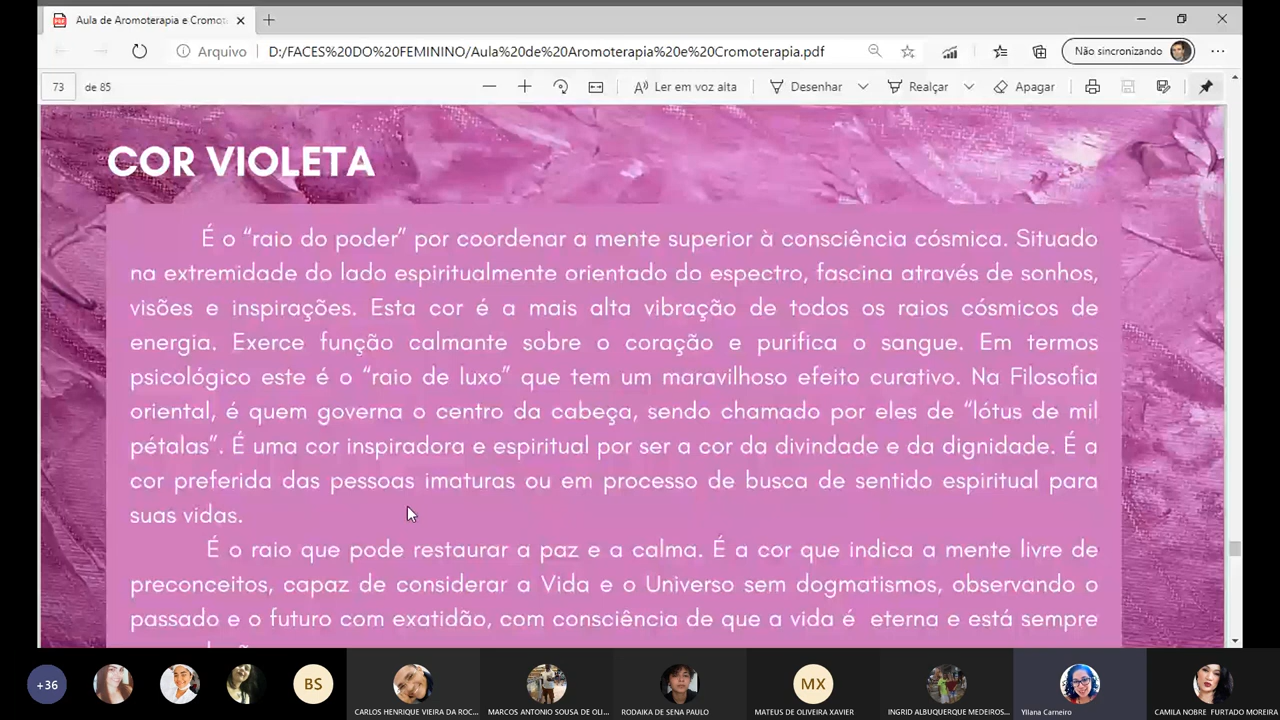 Aula de Aromoterapia e Cromot
Arquivo
D:/FACES%20DO%20FEMININO/Aula%20de%20Aromoterapia%20e%20Cromoterapia.pdf
Não sincronizando
73
de 85
Ler em voz alta
Desenhar
Realçar
Apagar
COR VIOLETA
É o “raio do poder” por coordenar a mente superior à consciência cósmica. Situado
na extremidade do lado espiritualmente orientado do espectro, fascina através de sonhos,
visões e inspirações. Esta cor é a mais alta vibração de todos os raios cósmicos de
energia. Exerce função calmante sobre o coração e purifica o sangue. Em termos
psicológico este é o “raio de luxo” que tem um maravilhoso efeito curativo. Na Filosofia
oriental, é quem governa o centro da cabeça, sendo chamado por eles de “lótus de mil
pétalas”. É uma cor inspiradora e espiritual por ser a cor da divindade e da dignidade. É a
cor preferida das pessoas imaturas ou em processo de busca de sentido espiritual para
suas vidas.
É o raio que pode restaurar a paz e a calma. É a cor que indica a mente livre de
preconceitos, capaz de considerar a Vida e o Universo sem dogmatismos, observando o
passado e o futuro com exatidão, com consciência de que a vida é eterna e está sempre
+36
BS
MX
CARLOS HENRIQUE VIEIRA DA ROC...
MARCOS ANTONIO SOUSA DE OLI...
RODAIKA DE SENA PAULO
MATEUS DE OLIVEIRA XAVIER
INGRID ALBUQUERQUE MEDEIROS...
Yllana Carneiro
CAMILA NOBRE FURTADO MOREIRA